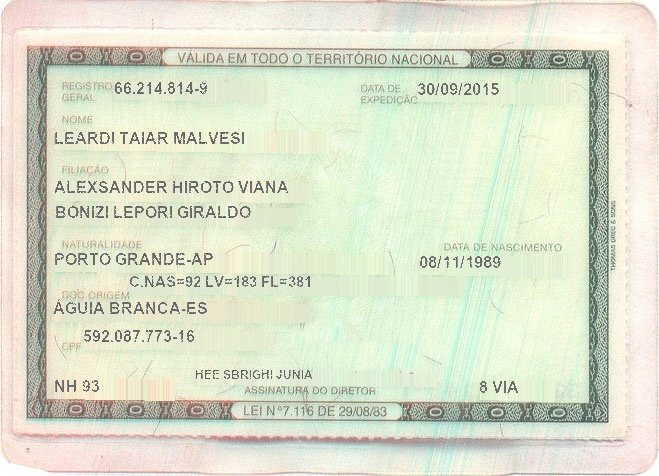 VÁLIDA EM TODO O TERRITÓRIO NACIONAL
REGISTRO GERAL 66.214.814-9 DATA DE EXPEDIÇÃO 30/09/2015
NOME
LEARDI TAIAR MALVESI
FILIAÇÃO
ALEXSANDER HIROTO VIANA
BONIZI LEPORI GIRALDO
NATURALIDADE DATA DE NASCIMENTO
PORTO GRANDE-AP 08/11/1989
C.NAS=92 LV=183 FL=381
DOC ORIGEM
ÁGUIA BRANCA-ES
592.087.773-16
CPF
HEE SBRIGHI JUNIA
NH 93 ASSINATURA DO DIRETOR 8 VIA
LEI Nº7.116 DE 29/08/83
THOMAS GREG & SONS